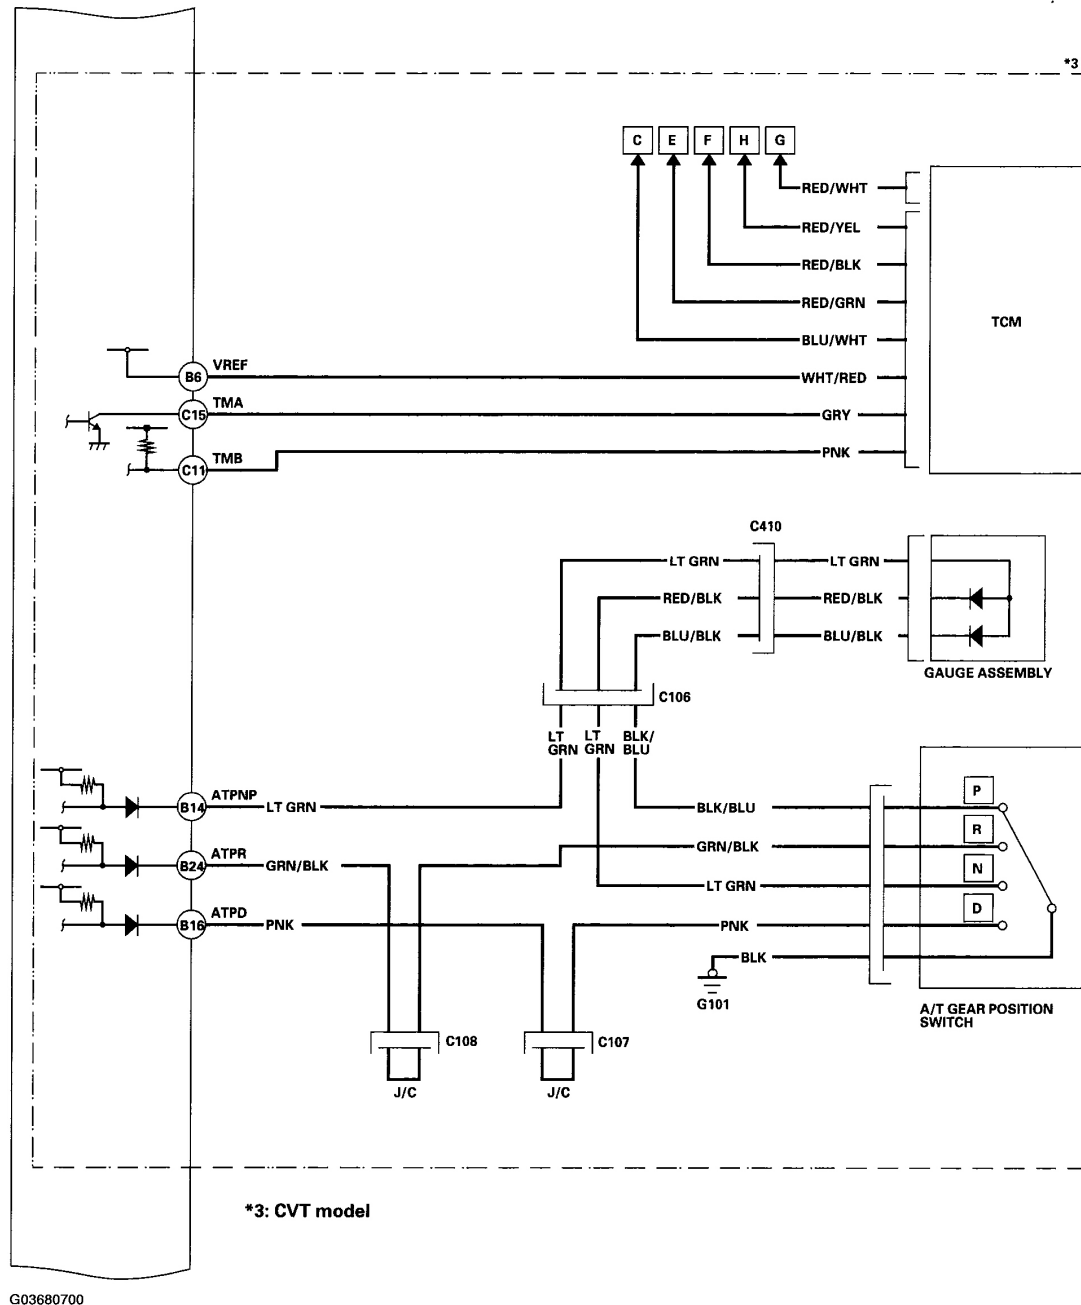 *3
C E F H G
RED/WHT
RED/YEL
RED/BLK
TCM
RED/GRN
BLU/WHT
VREF
B6
WHT/RED
TMA
C15
GRY
TMB
C11
PNK
C410
LT GRN
LT GRN
RED/BLK
RED/BLK
BLU/BLK
BLU/BLK
GAUGE ASSEMBLY
C106
LT GRN
LT GRN
BLK/BLU
ATPNP
B14
LT GRN
BLK/BLU
P
ATPR
B24
GRN/BLK
GRN/BLK
R
LT GRN
N
ATPD
B16
PNK
PNK
D
BLK
G101
A/T GEAR POSITION
SWITCH
C108
C107
J/C
J/C
*3: CVT model
G03680700